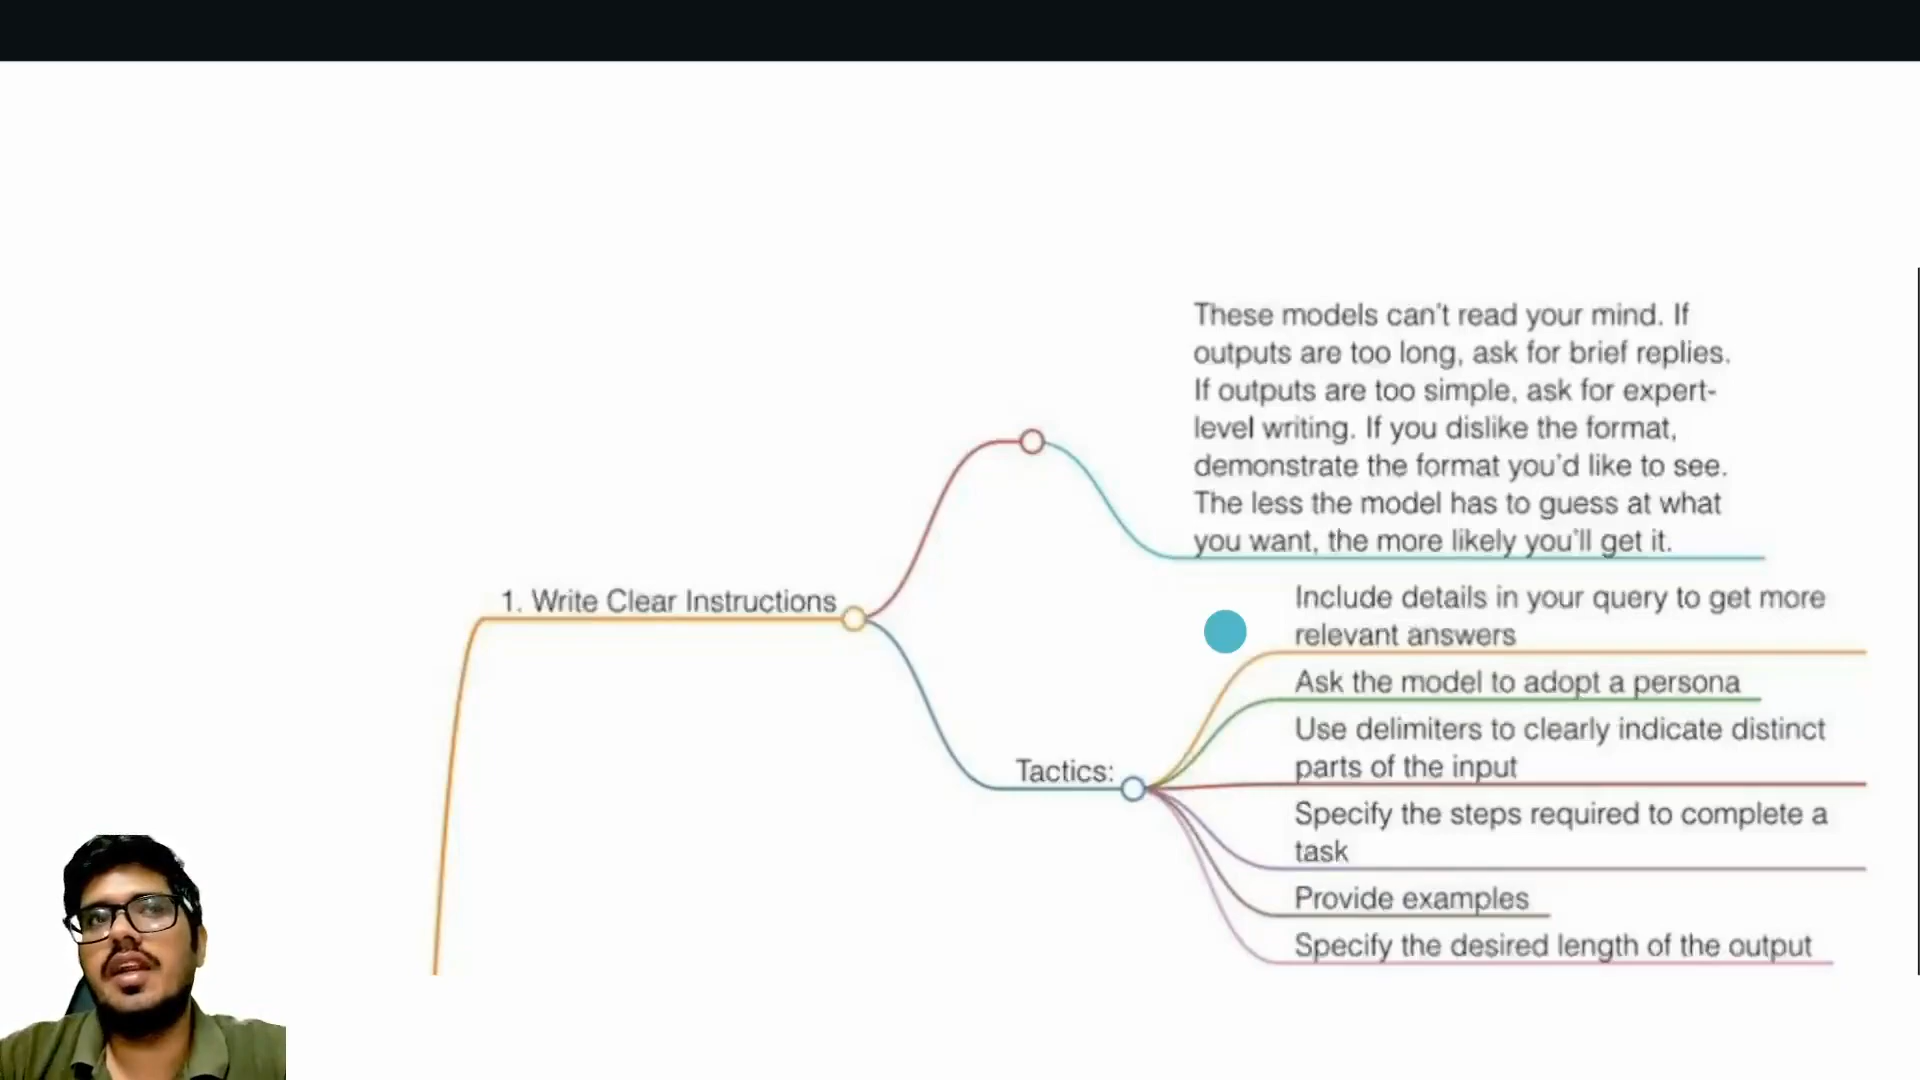 These models can't read your mind. If
outputs are too long, ask for brief replies.
If outputs are too simple, ask for expert-
level writing. If you dislike the format,
demonstrate the format you'd like to see.
The less the model has to guess at what
you want, the more likely you'll get it.
1. Write Clear Instructions
Include details in your query to get more
relevant answers
Ask the model to adopt a persona
Use delimiters to clearly indicate distinct
parts of the input
Tactics:
Specify the steps required to complete a
task
Provide examples
Specify the desired length of the output